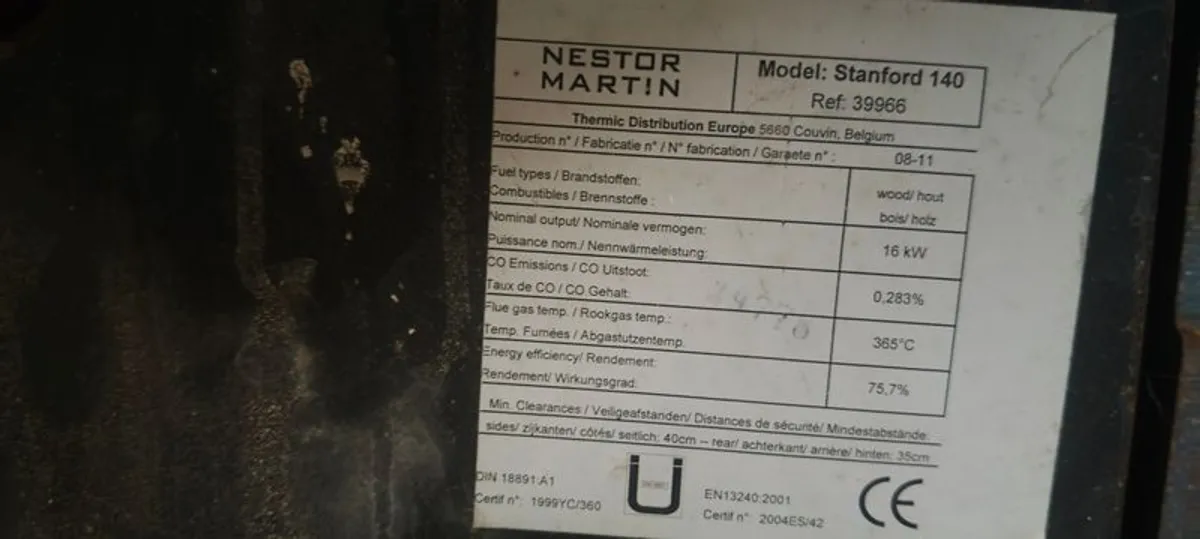 NESTOR
MARTIN
Model: Stanford 140
Ref: 39966
Thermic Distribution Europe 5660 Couvin, Belgium
Production n° / Fabricatie n° / N° fabrication / Garaete n° : 08-11
Fuel types / Brandstoffen:
Combustibles / Brennstoffe :
wood/ hout
bois/ holz
Nominal output/ Nominale vermogen:
Puissance nom./ Nennwärmeleistung:
16 kW
CO Emissions / CO Uitstoot:
Taux de CO / CO Gehalt:
0,283%
Flue gas temp. / Rookgas temp.:
Temp. Fumées / Abgastutzentemp.
365°C
Energy efficiency/ Rendement:
Rendement/ Wirkungsgrad:
75,7%
Min. Clearances / Veiligeafstanden/ Distances de sécurité/ Mindestabstände:
sides/ zijkanten/ côtés/ seitlich: 40cm – rear/ achterkant/ arrière/ hinten: 35cm
DIN 18891:A1
Certif n°: 1999YC/360
EN13240:2001
Certif n° 2004ES/42
CE